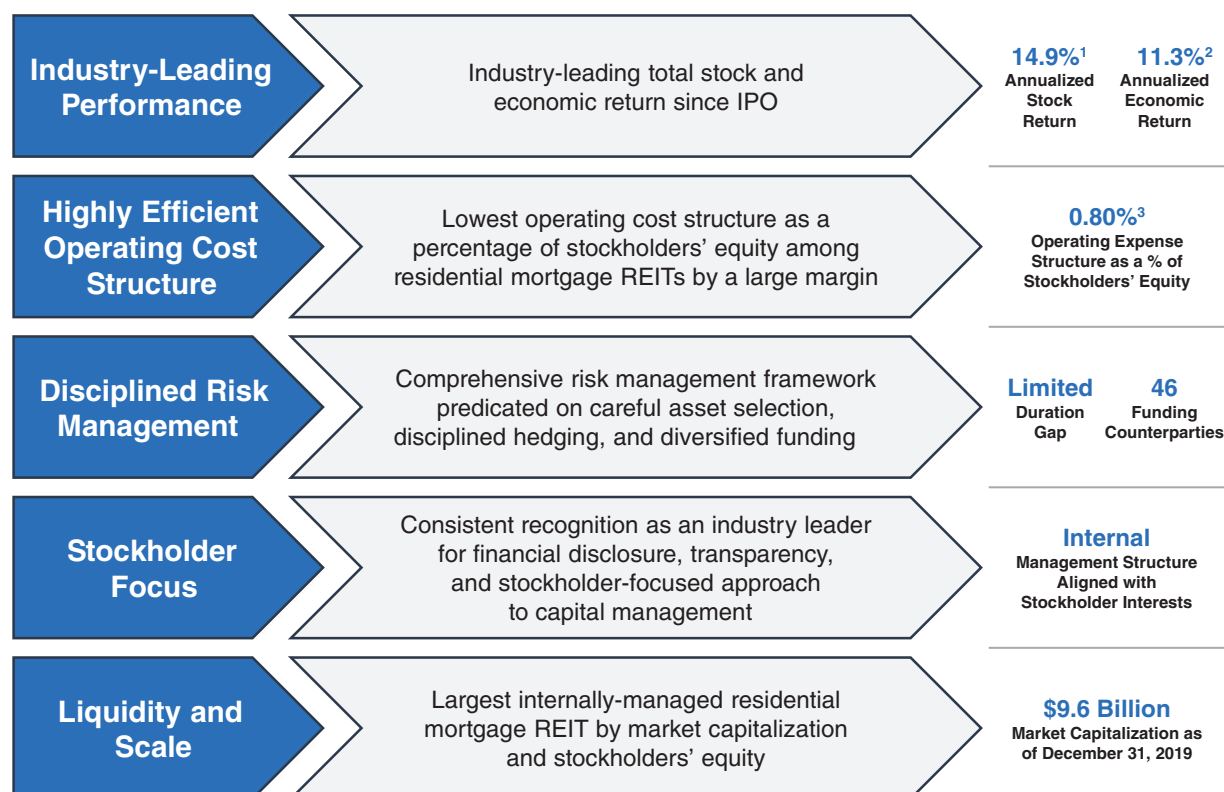 Industry-Leading
Performance
Industry-leading total stock and
economic return since IPO
14.9%¹
Annualized
Stock
Return
11.3%²
Annualized
Economic
Return
Highly Efficient
Operating Cost
Structure
Lowest operating cost structure as a
percentage of stockholders’ equity among
residential mortgage REITs by a large margin
0.80%³
Operating Expense
Structure as a % of
Stockholders’ Equity
Disciplined Risk
Management
Comprehensive risk management framework
predicated on careful asset selection,
disciplined hedging, and diversified funding
Limited
Duration
Gap
46
Funding
Counterparties
Stockholder
Focus
Consistent recognition as an industry leader
for financial disclosure, transparency,
and stockholder-focused approach
to capital management
Internal
Management Structure
Aligned with
Stockholder Interests
Liquidity and
Scale
Largest internally-managed residential
mortgage REIT by market capitalization
and stockholders’ equity
$9.6 Billion
Market Capitalization as
of December 31, 2019